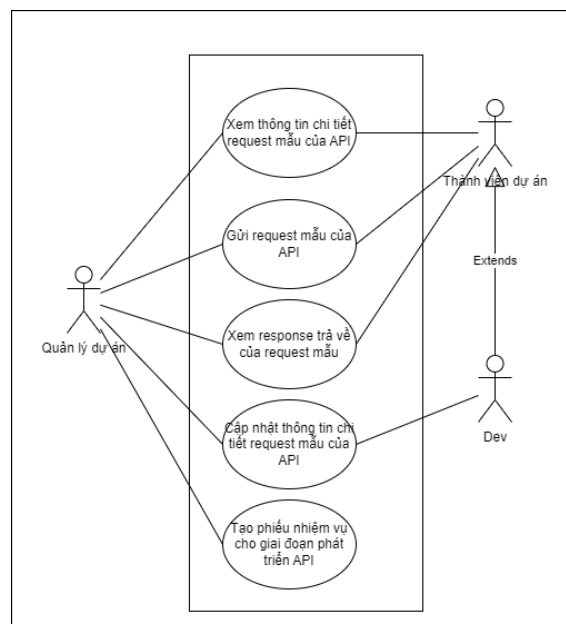 Xem thông tin chi tiết
request mẫu của API
Thành viên dự án
Gửi request mẫu của
API
Extends
Xem response trả về
của request mẫu
Quản lý dự án
Cập nhật thông tin chi
tiết request mẫu của
API
Dev
Tạo phiếu nhiệm vụ
cho giai đoạn phát
triển API